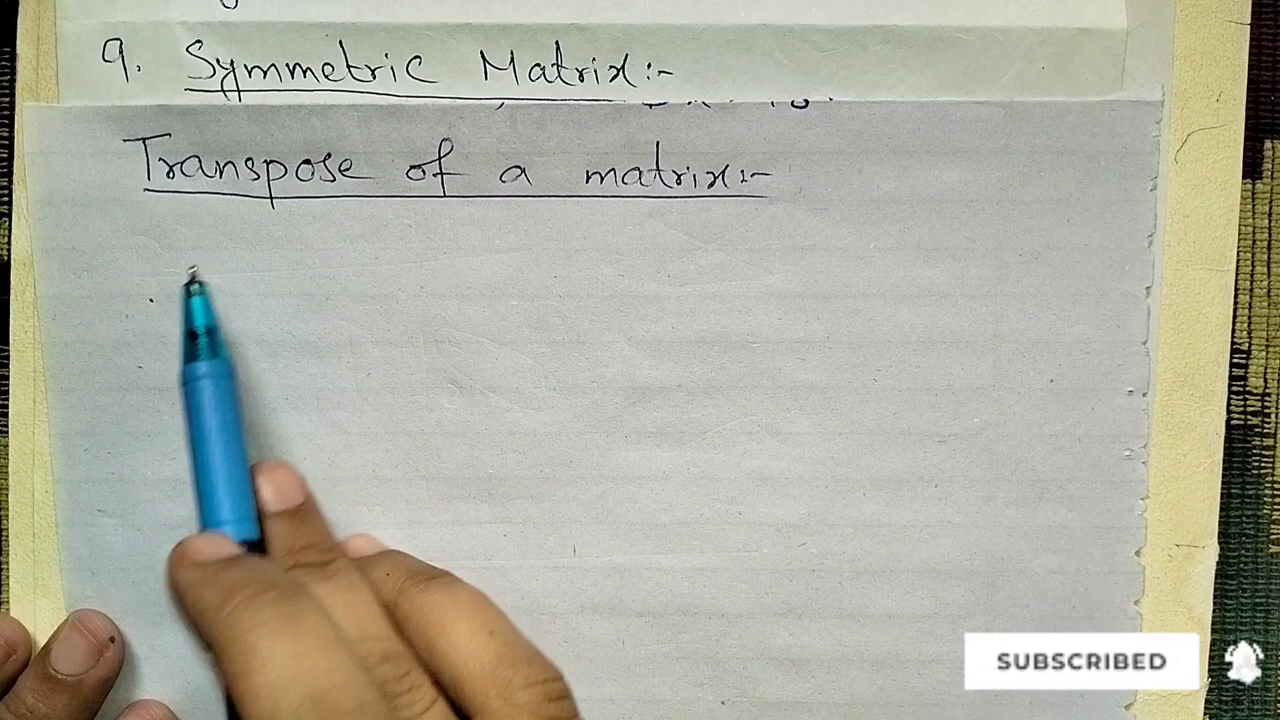 9. Symmetric Matrix:-
Transpose of a matrix:-
SUBSCRIBED